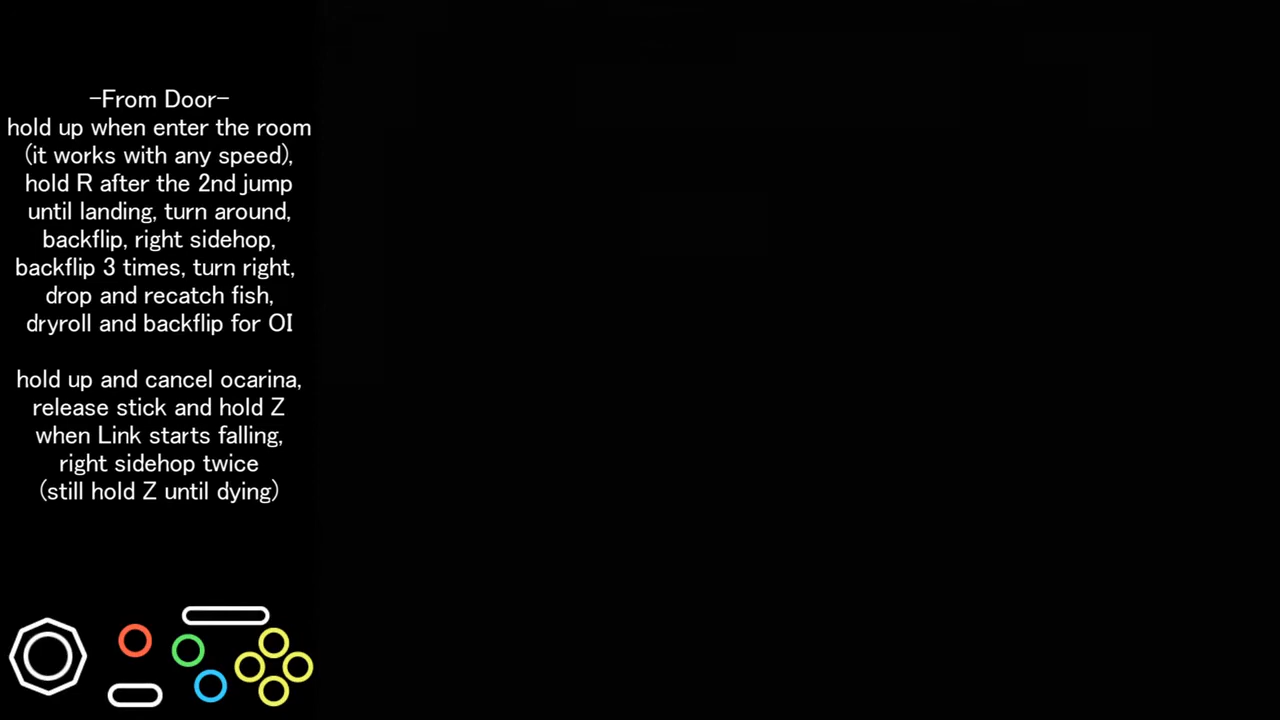 -From Door-
hold up when enter the room
(it works with any speed),
hold R after the 2nd jump
until landing, turn around,
backflip, right sidehop,
backflip 3 times, turn right,
drop and recatch fish,
dryroll and backflip for OI
hold up and cancel ocarina,
release stick and hold Z
when Link starts falling,
right sidehop twice
(still hold Z until dying)